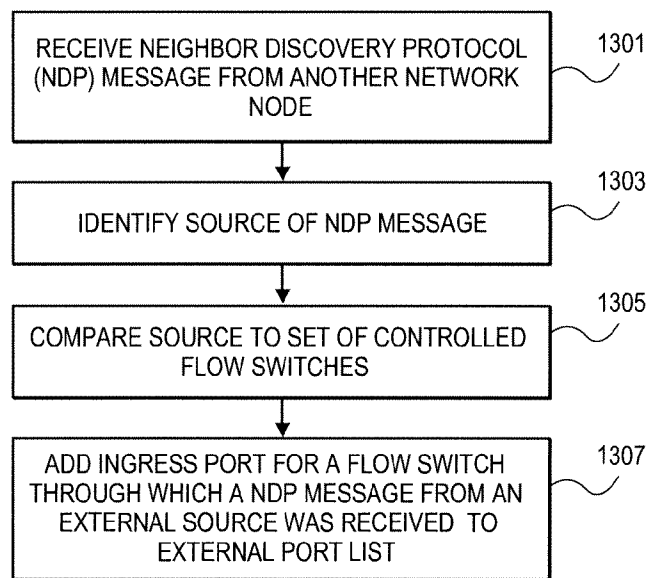 RECEIVE NEIGHBOR DISCOVERY PROTOCOL
(NDP) MESSAGE FROM ANOTHER NETWORK
NODE
1301
IDENTIFY SOURCE OF NDP MESSAGE
1303
COMPARE SOURCE TO SET OF CONTROLLED
FLOW SWITCHES
1305
ADD INGRESS PORT FOR A FLOW SWITCH
THROUGH WHICH A NDP MESSAGE FROM AN
EXTERNAL SOURCE WAS RECEIVED TO
EXTERNAL PORT LIST
1307